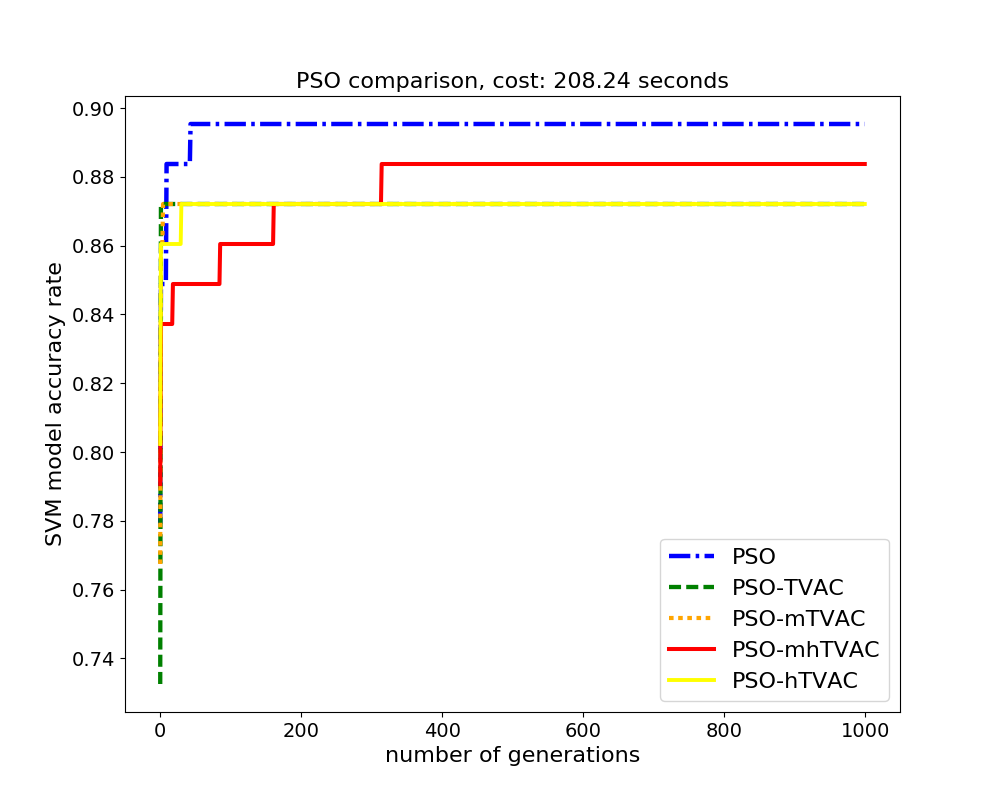 PSO comparison, cost: 208.24 seconds
0.90
0.88
0.86
0.84
0.82
0.80
0.78
0.76
0.74
SVM model accuracy rate
PSO
PSO-TVAC
PSO-mTVAC
PSO-mhTVAC
PSO-hTVAC
0 200 400 600 800 1000
number of generations